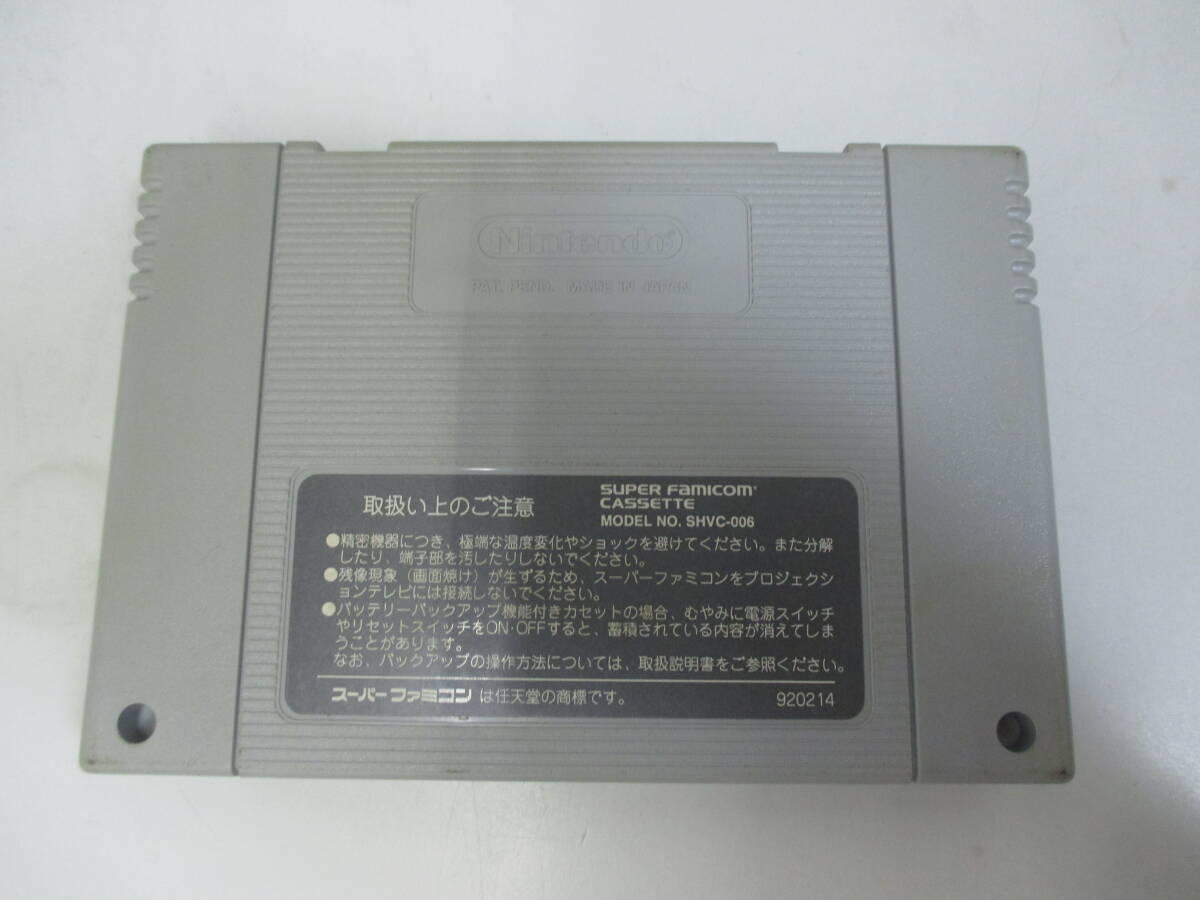 Nintendo®
PAT. PEND. MADE IN JAPAN
取扱い上のご注意
SUPER FAMICOM®
CASSETTE
MODEL NO. SHVC-006
●精密機器につき、極端な温度変化やショックを避けてください。また分解
したり、端子部を汚したりしないでください。
●残像現象（画面焼け）が生ずるため、スーパーファミコンをプロジェクシ
ョンテレビには接続しないでください。
●バッテリーバックアップ機能付きカセットの場合、むやみに電源スイッチ
やリセットスイッチをON・OFFすると、蓄積されている内容が消えてしま
うことがあります。
なお、バックアップの操作方法については、取扱説明書をご参照ください。
スーパーファミコン は任天堂の商標です。
920214